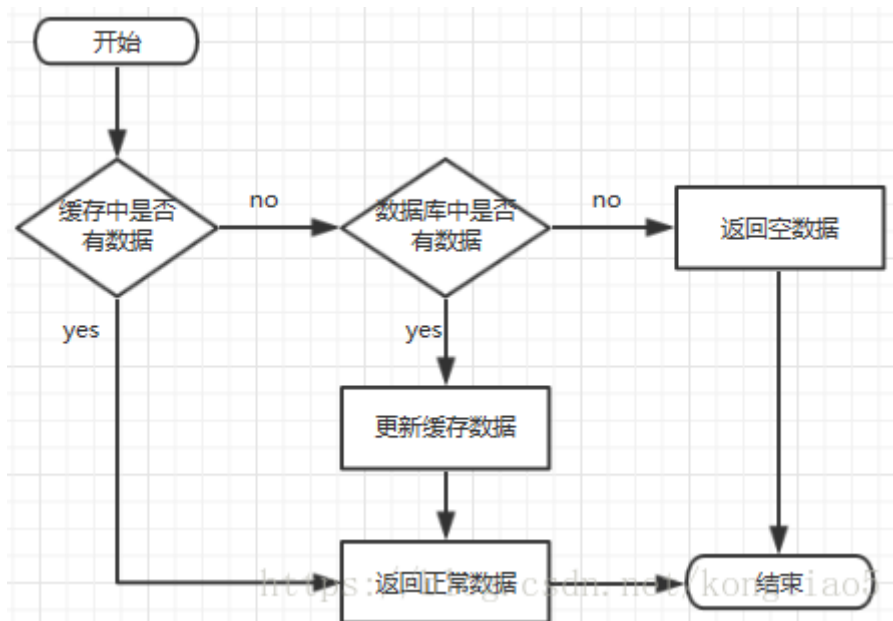 开始
缓存中是否
有数据
no
数据库中是否
有数据
no
返回空数据
yes
yes
更新缓存数据
返回正常数据
结束